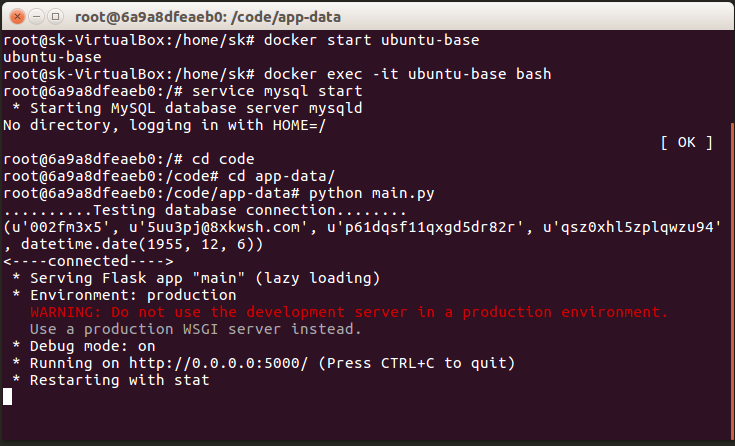 root@6a9a8dfeaeb0: /code/app-data
root@sk-VirtualBox:/home/sk# docker start ubuntu-base
ubuntu-base
root@sk-VirtualBox:/home/sk# docker exec -it ubuntu-base bash
root@6a9a8dfeaeb0:/# service mysql start
 * Starting MySQL database server mysqld
No directory, logging in with HOME=/
[ OK ]
root@6a9a8dfeaeb0:/# cd code
root@6a9a8dfeaeb0:/code# cd app-data/
root@6a9a8dfeaeb0:/code/app-data# python main.py
..........Testing database connection........
(u'002fm3x5', u'5uu3pj@8xkwsh.com', u'p61dqsf11qxgd5dr82r', u'qsz0xhl5zplqwzu94'
, datetime.date(1955, 12, 6))
<----connected---->
 * Serving Flask app "main" (lazy loading)
 * Environment: production
   WARNING: Do not use the development server in a production environment.
   Use a production WSGI server instead.
 * Debug mode: on
 * Running on http://0.0.0.0:5000/ (Press CTRL+C to quit)
 * Restarting with stat